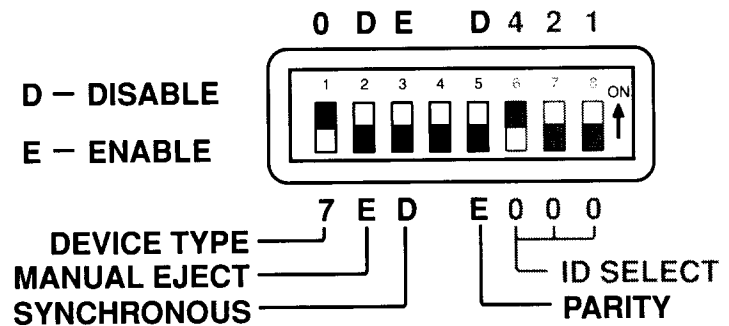 0 D E D 4 2 1
1 2 3 4 5 6 7 8
ON
D – DISABLE
E – ENABLE
7 E D E 0 0 0
DEVICE TYPE
MANUAL EJECT
SYNCHRONOUS
ID SELECT
PARITY